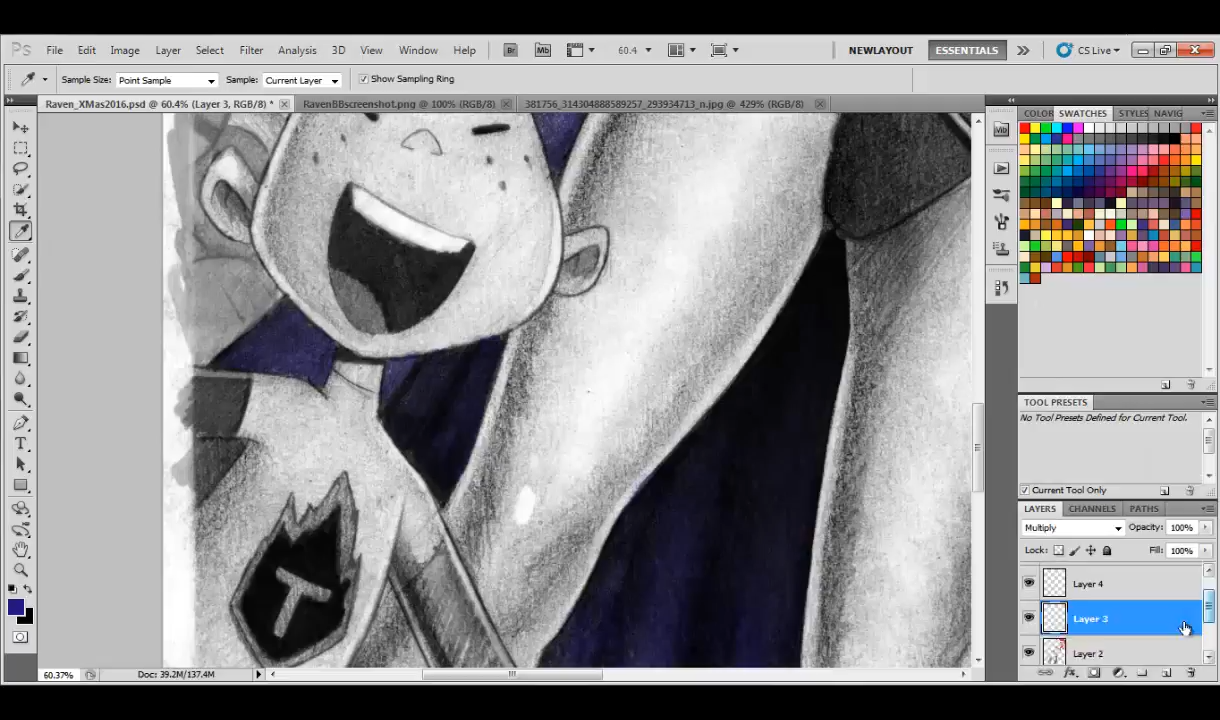 Ps File Edit Image Layer Select Filter Analysis 3D View Window Help Br Mb 60.4 NEWLAYOUT ESSENTIALS CS Live
Sample Size: Point Sample Sample: Current Layer Show Sampling Ring
Raven_XMas2016.psd @ 60.4% (Layer 3, RGB/8) * RavenBBscreenshot.png @ 100% (RGB/8) 381756_314304888589257_293934713_n.jpg @ 429% (RGB/8)
COLOR SWATCHES STYLES NAVIG
TOOL PRESETS
No Tool Presets Defined for Current Tool.
Current Tool Only
LAYERS CHANNELS PATHS
Multiply Opacity: 100%
Lock: Fill: 100%
Layer 4
Layer 3
Layer 2
T
60.37% Doc: 39.2M/137.4M